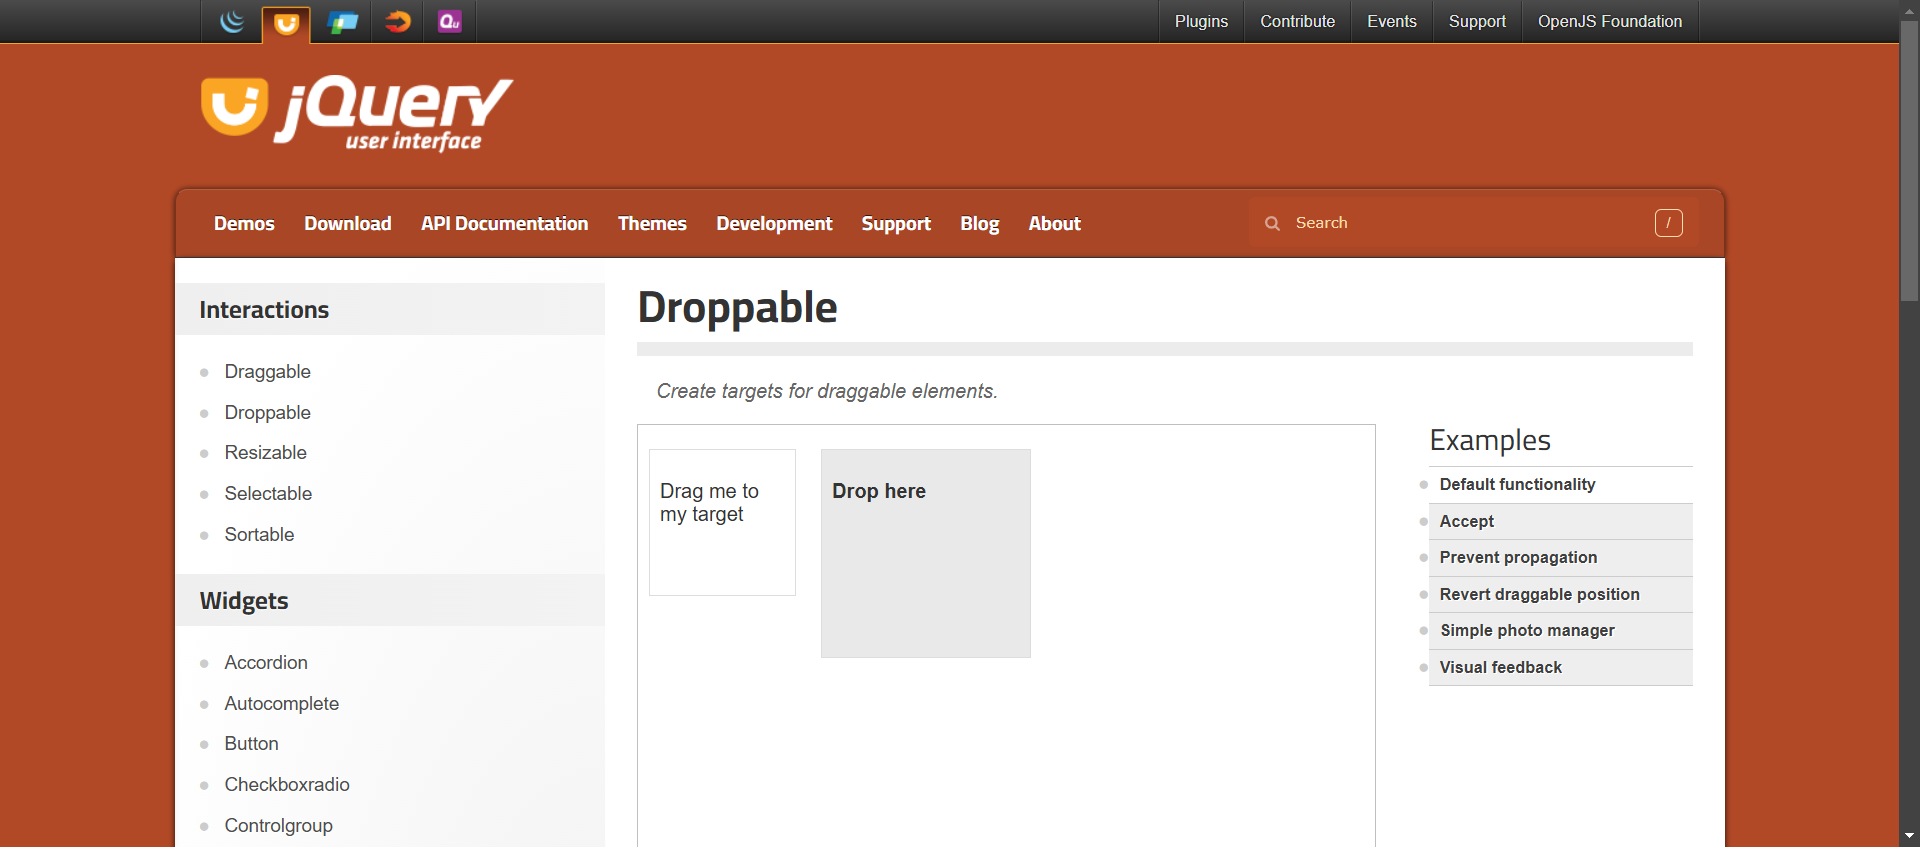 Qu
Plugins
Contribute
Events
Support
OpenJS Foundation
jQuery
user interface
Demos
Download
API Documentation
Themes
Development
Support
Blog
About
Search
/
Interactions
Draggable
Droppable
Resizable
Selectable
Sortable
Widgets
Accordion
Autocomplete
Button
Checkboxradio
Controlgroup
Droppable
Create targets for draggable elements.
Drag me to
my target
Drop here
Examples
Default functionality
Accept
Prevent propagation
Revert draggable position
Simple photo manager
Visual feedback